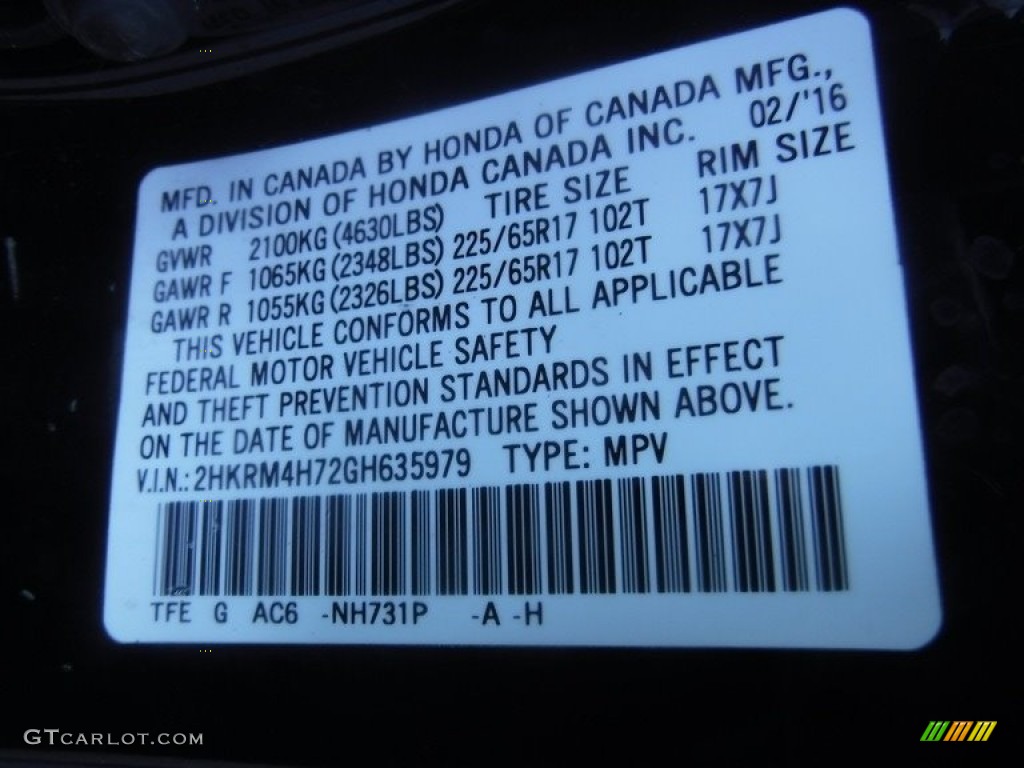 MFD. IN CANADA BY HONDA OF CANADA MFG.,
A DIVISION OF HONDA CANADA INC. 02/'16
GVWR 2100KG (4630LBS) TIRE SIZE RIM SIZE
GAWR F 1065KG (2348LBS) 225/65R17 102T 17X7J
GAWR R 1055KG (2326LBS) 225/65R17 102T 17X7J
THIS VEHICLE CONFORMS TO ALL APPLICABLE
FEDERAL MOTOR VEHICLE SAFETY
AND THEFT PREVENTION STANDARDS IN EFFECT
ON THE DATE OF MANUFACTURE SHOWN ABOVE.
V.I.N.: 2HKRM4H72GH635979 TYPE: MPV
TFE G AC6 -NH731P -A -H
GTCARLOT.COM